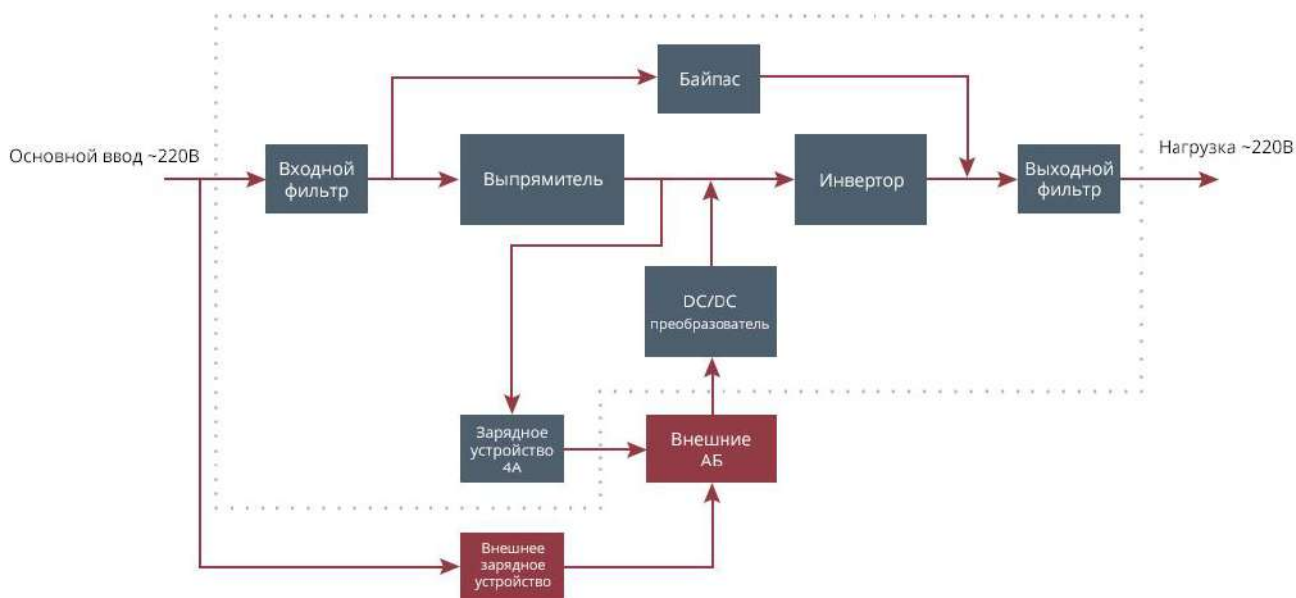 Байпас
Основной ввод ~220В
Входной
фильтр
Выпрямитель
Инвертор
Выходной
фильтр
Нагрузка ~220В
DC/DC
преобразователь
Зарядное
устройство
4А
Внешние
АБ
Внешнее
зарядное
устройство